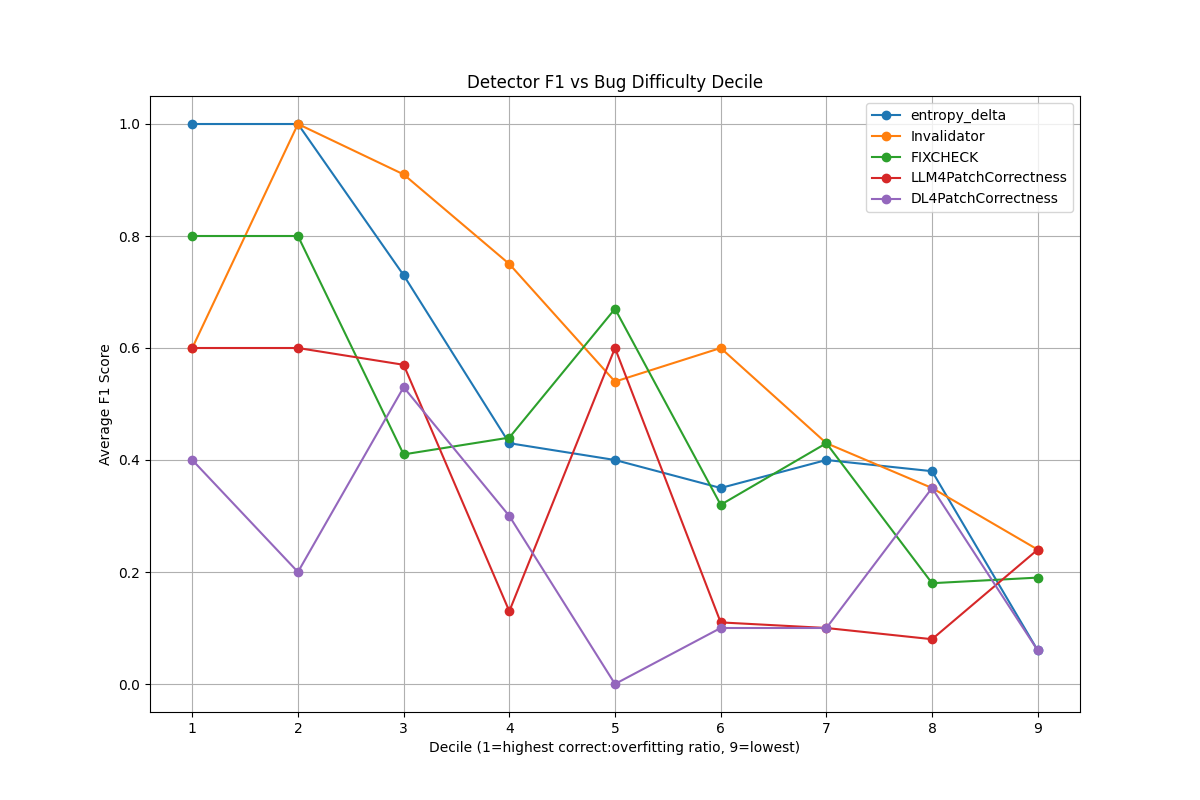 Detector F1 vs Bug Difficulty Decile
entropy_delta
Invalidator
FIXCHECK
LLM4PatchCorrectness
DL4PatchCorrectness
Average F1 Score
1.0
0.8
0.6
0.4
0.2
0.0
1 2 3 4 5 6 7 8 9
Decile (1=highest correct:overfitting ratio, 9=lowest)